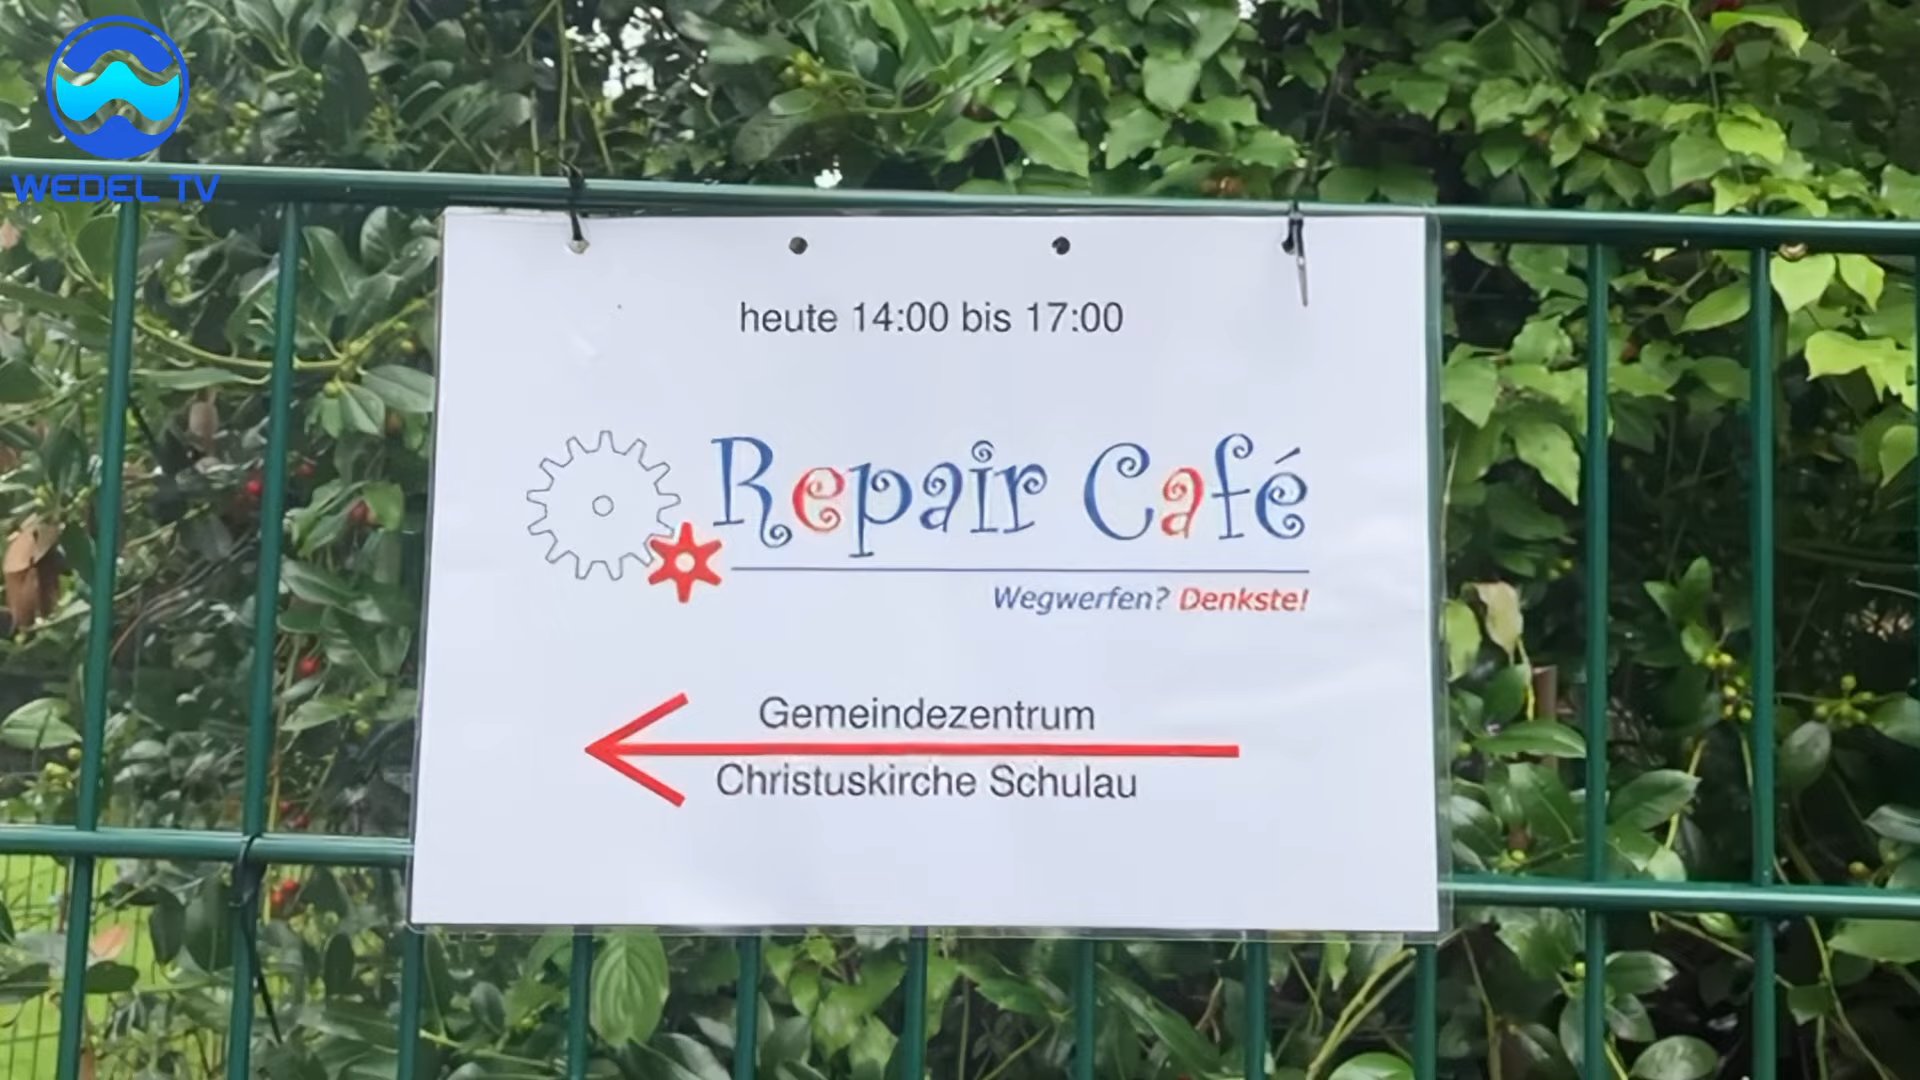 WEDEL TV
heute 14:00 bis 17:00
Repair Café
Wegwerfen? Denkste!
Gemeindezentrum
Christuskirche Schulau